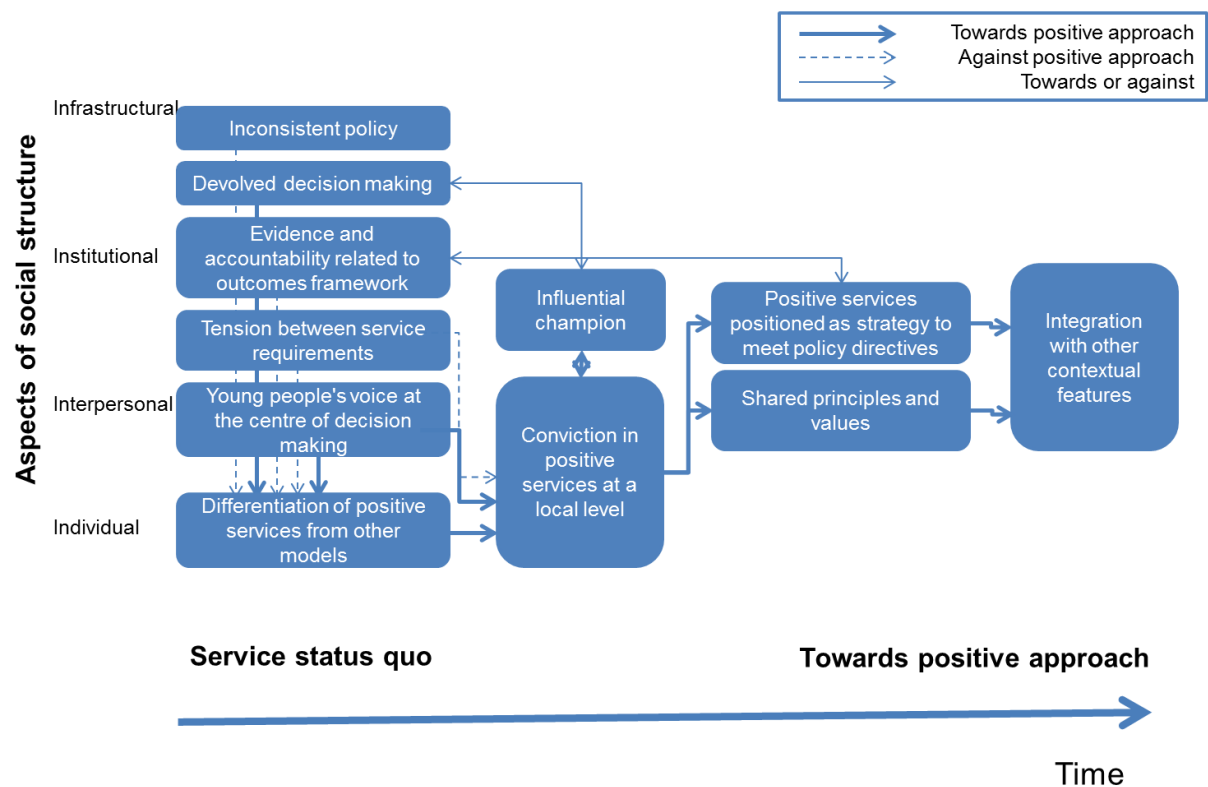 Towards positive approach
Against positive approach
Towards or against
Aspects of social structure
Infrastructural
Institutional
Interpersonal
Individual
Inconsistent policy
Devolved decision making
Evidence and
accountability related to
outcomes framework
Tension between service
requirements
Young people's voice at
the centre of decision
making
Differentiation of positive
services from other
models
Influential
champion
Conviction in
positive
services at a
local level
Positive services
positioned as strategy to
meet policy directives
Shared principles and
values
Integration
with other
contextual
features
Service status quo
Towards positive approach
Time